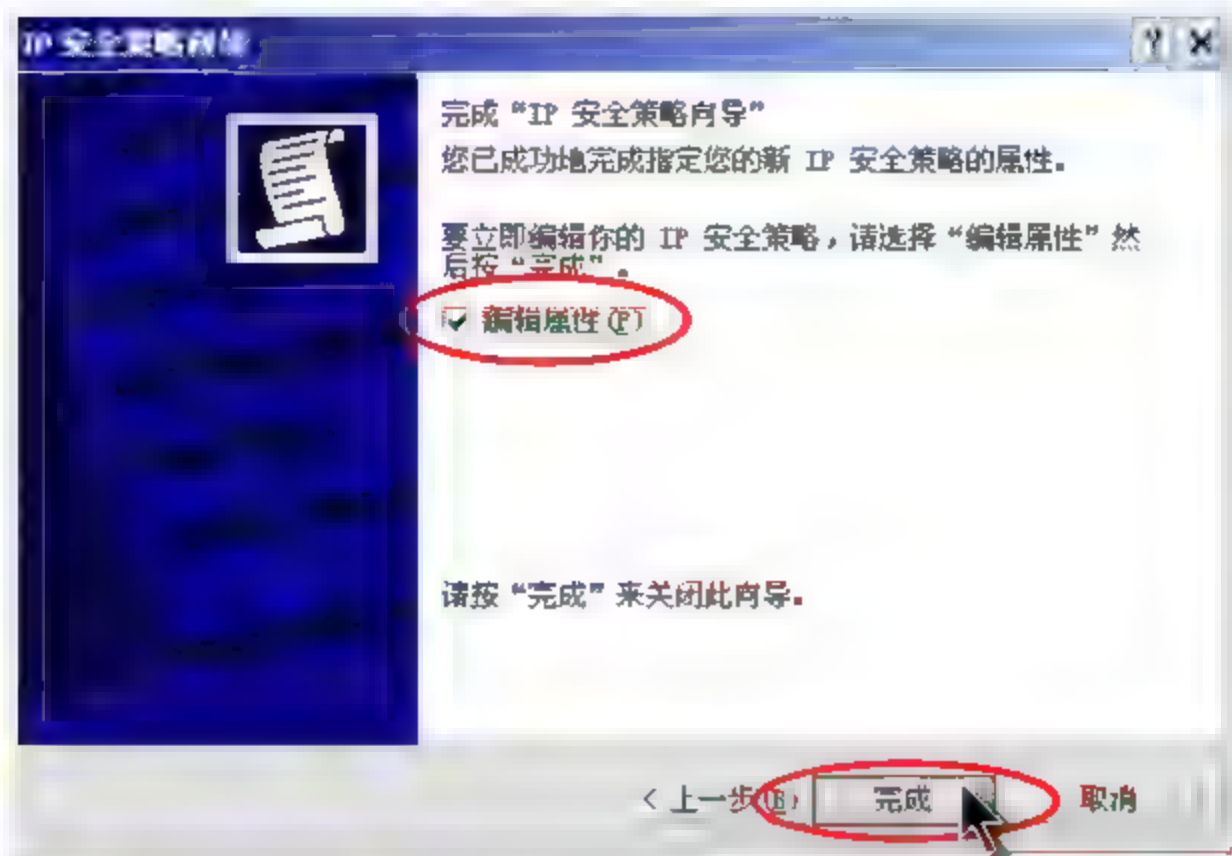 IP 安全策略向导
完成“IP 安全策略向导”
您已成功地完成指定您的新 IP 安全策略的属性。
要立即编辑你的 IP 安全策略，请选择“编辑属性”然
后按“完成”。
编辑属性(P)
请按“完成”来关闭此向导。
< 上一步(B) 完成 取消